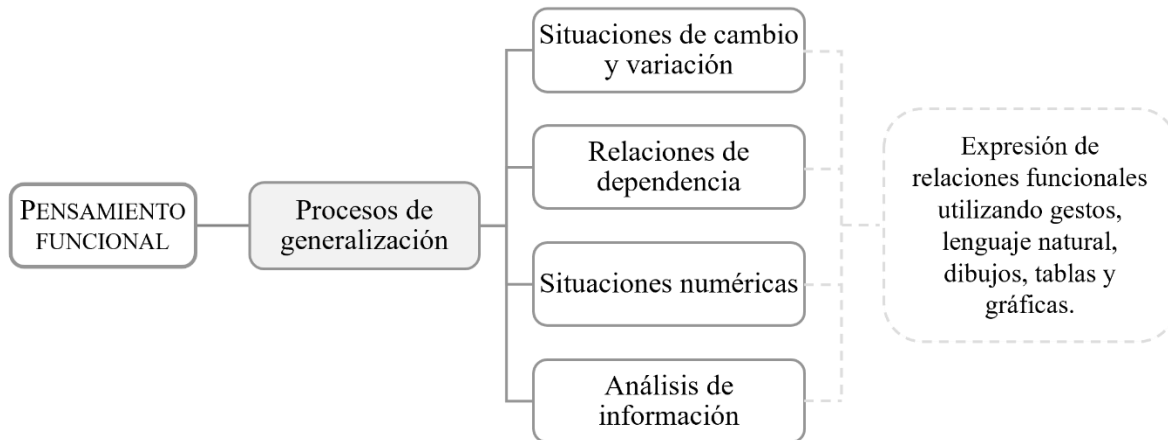 PENSAMIENTO
FUNCIONAL
Procesos de
generalización
Situaciones de cambio
y variación
Relaciones de
dependencia
Situaciones numéricas
Análisis de
información
Expresión de
relaciones funcionales
utilizando gestos,
lenguaje natural,
dibujos, tablas y
gráficas.